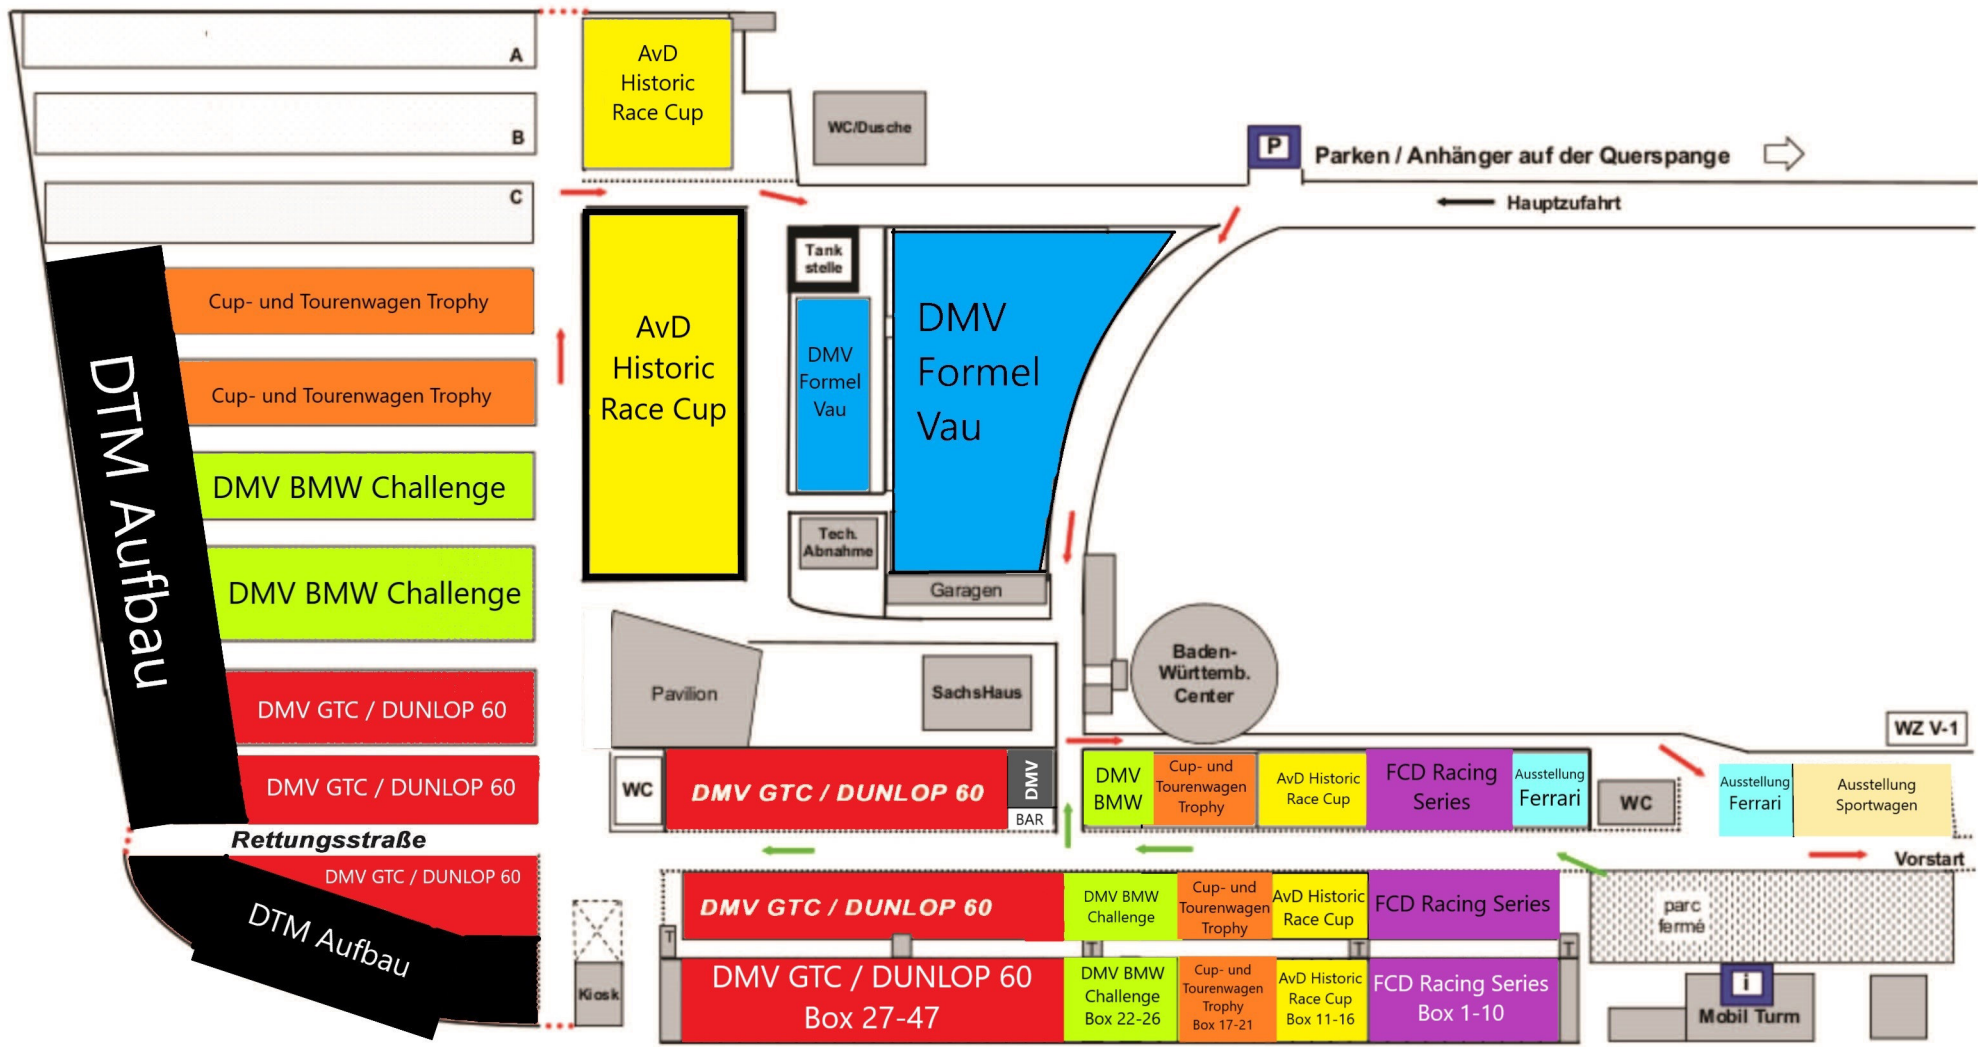 A
B
C
AvD
Historic
Race Cup
WC/Dusche
P
Parken / Anhänger auf der Querspange
Hauptzufahrt
Cup- und Tourenwagen Trophy
Cup- und Tourenwagen Trophy
DMV BMW Challenge
DMV BMW Challenge
DMV GTC / DUNLOP 60
DMV GTC / DUNLOP 60
DTM Aufbau
Rettungsstraße
DMV GTC / DUNLOP 60
DTM Aufbau
AvD
Historic
Race Cup
Tank
stelle
DMV
Formel
Vau
DMV
Formel
Vau
Tech.
Abnahme
Garagen
Pavilion
SachsHaus
Baden-
Württemb.
Center
WZ V-1
WC
DMV GTC / DUNLOP 60
DMV
BAR
DMV
BMW
Cup- und
Tourenwagen
Trophy
AvD Historic
Race Cup
FCD Racing
Series
Ausstellung
Ferrari
WC
Ausstellung
Ferrari
Ausstellung
Sportwagen
Vorstart
DMV GTC / DUNLOP 60
DMV BMW
Challenge
Cup- und
Tourenwagen
Trophy
AvD Historic
Race Cup
FCD Racing Series
parc
fermé
T
T
T
T
Kiosk
DMV GTC / DUNLOP 60
Box 27-47
DMV BMW
Challenge
Box 22-26
Cup- und
Tourenwagen
Trophy
Box 17-21
AvD Historic
Race Cup
Box 11-16
FCD Racing Series
Box 1-10
i
Mobil Turm